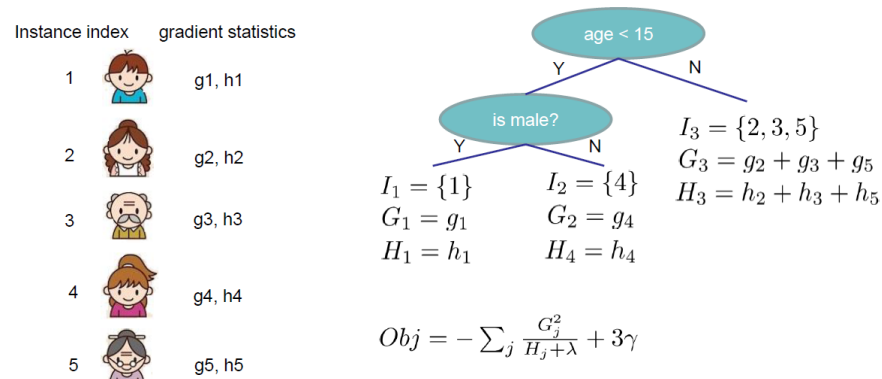 Instance index gradient statistics
1 g1, h1
2 g2, h2
3 g3, h3
4 g4, h4
5 g5, h5
age < 15
Y N
is male?
Y N
I₁ = {1}
G₁ = g₁
H₁ = h₁
I₂ = {4}
G₂ = g₄
H₄ = h₄
I₃ = {2, 3, 5}
G₃ = g₂ + g₃ + g₅
H₃ = h₂ + h₃ + h₅
Obj = −∑ⱼ Gⱼ²/(Hⱼ+λ) + 3γ